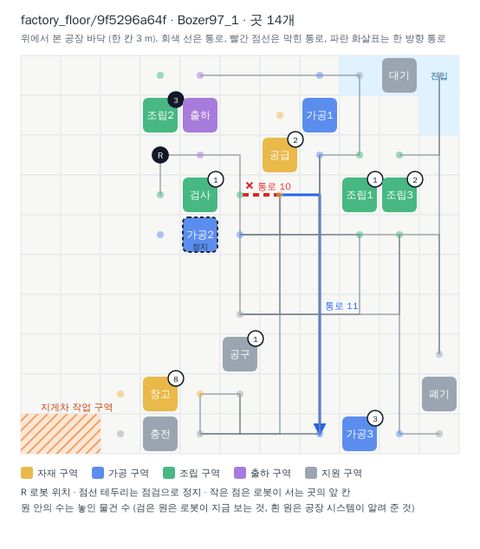 factory_floor/9f5296a64f · Bozer97_1 · 곳 14개
위에서 본 공장 바닥 (한 칸 3 m). 회색 선은 통로, 빨간 점선은 막힌 통로, 파란 화살표는 한 방향 통로
대기
전립
3
조립2
출하
가공1
2
공급
R
1
검사
통로 10
1
조립1
2
조립3
가공2
정지
통로 11
1
공구
8
창고
폐기
지게차 작업 구역
충전
3
가공3
자재 구역
가공 구역
조립 구역
출하 구역
지원 구역
R 로봇 위치 · 점선 테두리는 점검으로 정지 · 작은 점은 로봇이 서는 곳의 앞 칸
원 안의 수는 놓인 물건 수 (검은 원은 로봇이 지금 보는 것, 흰 원은 공장 시스템이 알려 준 것)